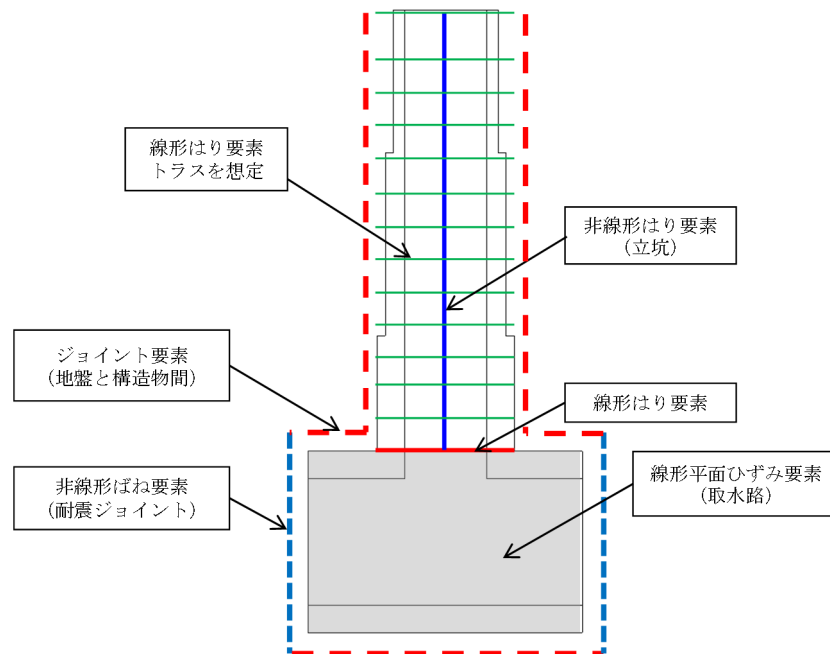 線形はり要素
トラスを想定
非線形はり要素
（立坑）
ジョイント要素
（地盤と構造物間）
線形はり要素
非線形ばね要素
（耐震ジョイント）
線形平面ひずみ要素
（取水路）